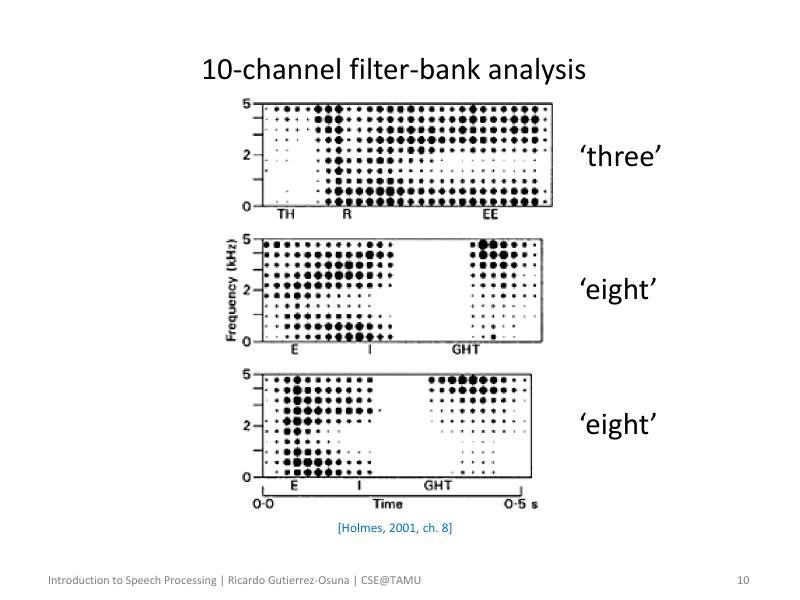 10-channel filter-bank analysis
5
2
0
TH R EE
'three'
Frequency (kHz)
5
2
0
E I GHT
'eight'
5
2
0
E I GHT
'eight'
0·0 Time 0·5 s
[Holmes, 2001, ch. 8]
Introduction to Speech Processing | Ricardo Gutierrez-Osuna | CSE@TAMU 10